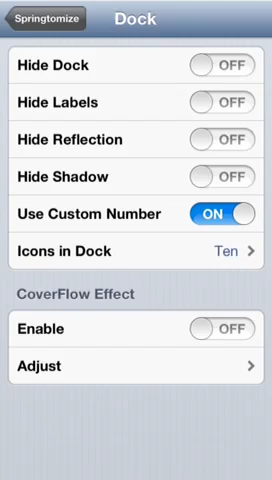 Springtomize
Dock
Hide Dock OFF
Hide Labels OFF
Hide Reflection OFF
Hide Shadow OFF
Use Custom Number ON
Icons in Dock Ten
CoverFlow Effect
Enable OFF
Adjust